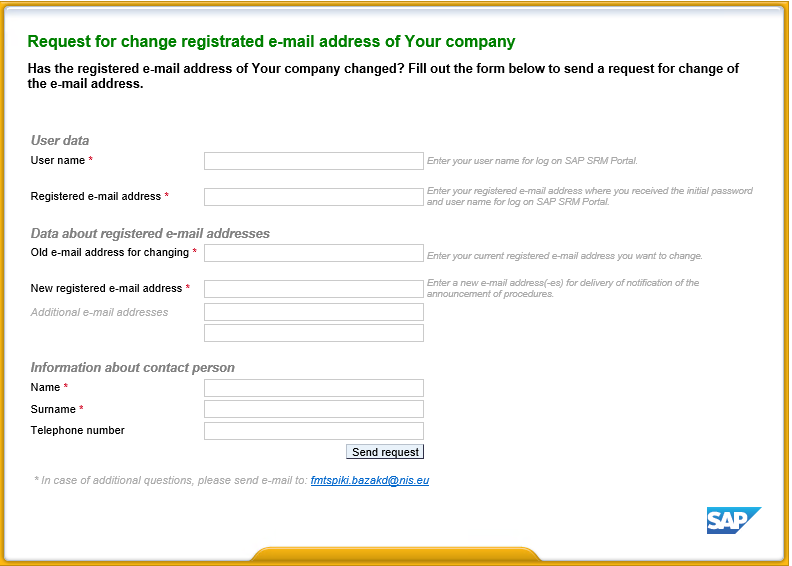 Request for change registrated e-mail address of Your company
Has the registered e-mail address of Your company changed? Fill out the form below to send a request for change of
the e-mail address.
User data
User name *
Enter your user name for log on SAP SRM Portal.
Registered e-mail address *
Enter your registered e-mail address where you received the initial password
and user name for log on SAP SRM Portal.
Data about registered e-mail addresses
Old e-mail address for changing *
Enter your current registered e-mail address you want to change.
New registered e-mail address *
Enter a new e-mail address(-es) for delivery of notification of the
announcement of procedures.
Additional e-mail addresses
Information about contact person
Name *
Surname *
Telephone number
Send request
* In case of additional questions, please send e-mail to: fmtspiki.bazakd@nis.eu
SAP